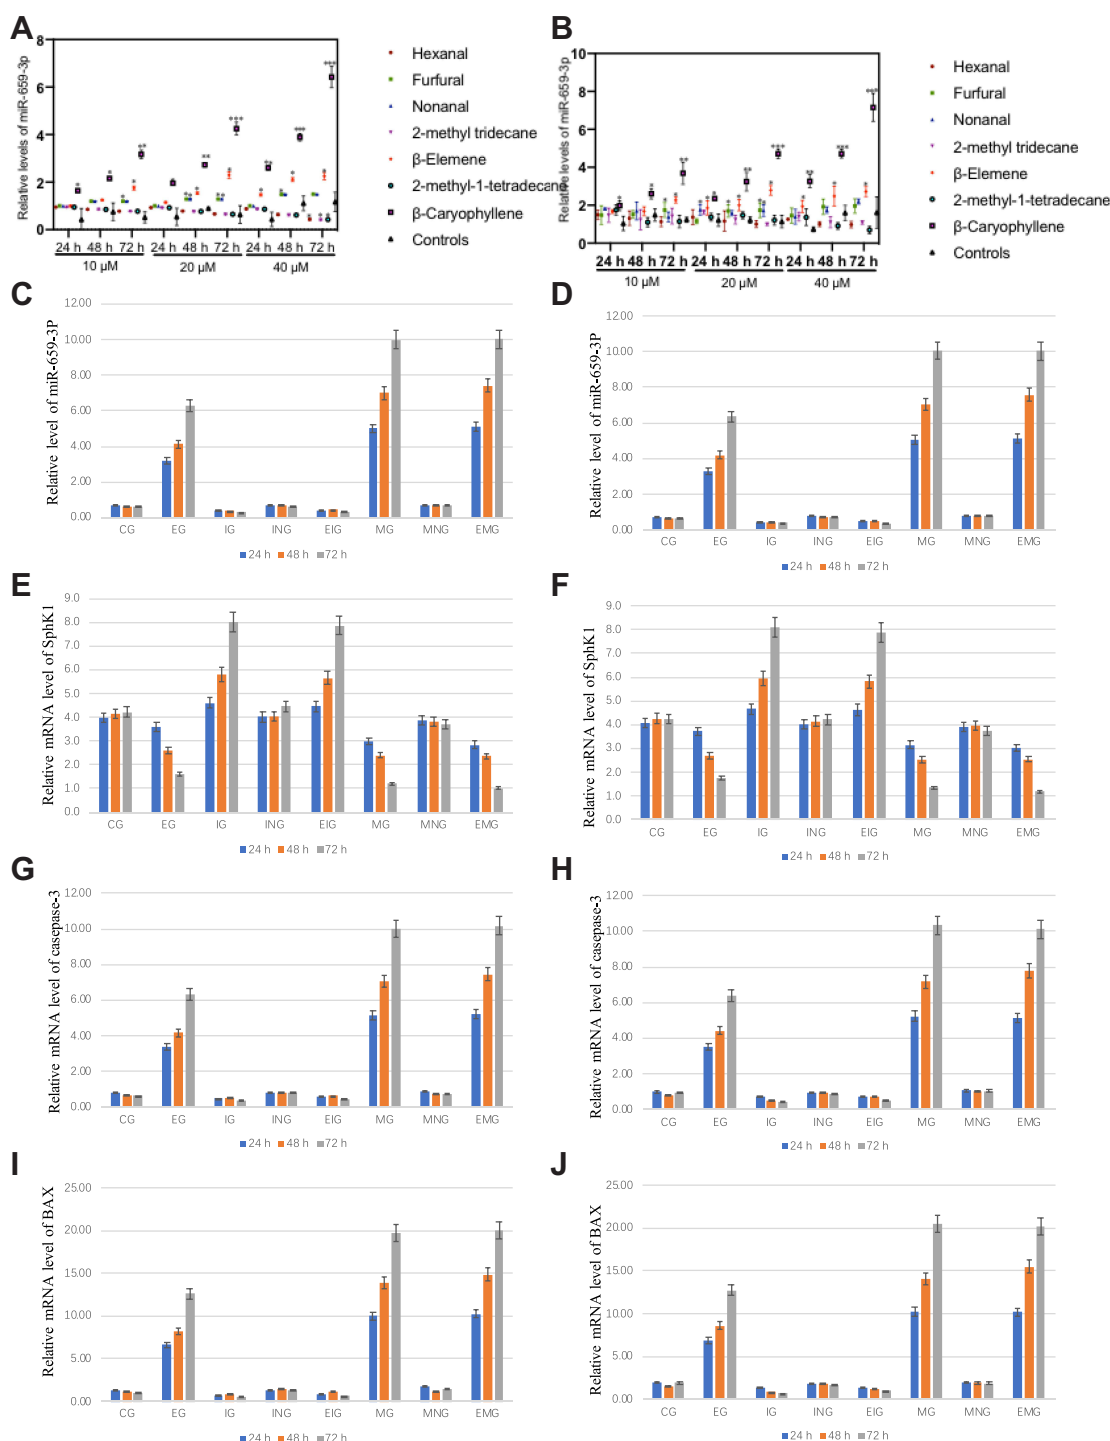 A
8
6
4
2
0
Relative levels of miR-659-3p
24 h 48 h 72 h 24 h 48 h 72 h 24 h 48 h 72 h
10 μM 20 μM 40 μM
Hexanal
Furfural
Nonanal
2-methyl tridecane
β-Elemene
2-methyl-1-tetradecane
β-Caryophyllene
Controls
B
10
8
6
4
2
0
Relative levels of miR-659-3p
24 h 48 h 72 h 24 h 48 h 72 h 24 h 48 h 72 h
10 μM 20 μM 40 μM
Hexanal
Furfural
Nonanal
2-methyl tridecane
β-Elemene
2-methyl-1-tetradecane
β-Caryophyllene
Controls
C
Relative level of miR-659-3P
12.00
10.00
8.00
6.00
4.00
2.00
0.00
CG EG IG ING EIG MG MNG EMG
24 h 48 h 72 h
D
Relative level of miR-659-3P
12.00
10.00
8.00
6.00
4.00
2.00
0.00
CG EG IG ING EIG MG MNG EMG
24 h 48 h 72 h
E
Relative mRNA level of SphK1
9.0
8.0
7.0
6.0
5.0
4.0
3.0
2.0
1.0
0.0
CG EG IG ING EIG MG MNG EMG
24 h 48 h 72 h
F
Relative mRNA level of SphK1
9.0
8.0
7.0
6.0
5.0
4.0
3.0
2.0
1.0
0.0
CG EG IG ING EIG MG MNG EMG
24 h 48 h 72 h
G
Relative mRNA level of casepase-3
12.00
10.00
8.00
6.00
4.00
2.00
0.00
CG EG IG ING EIG MG MNG EMG
24 h 48 h 72 h
H
Relative mRNA level of casepase-3
12.00
10.00
8.00
6.00
4.00
2.00
0.00
CG EG IG ING EIG MG MNG EMG
24 h 48 h 72 h
I
Relative mRNA level of BAX
25.00
20.00
15.00
10.00
5.00
0.00
CG EG IG ING EIG MG MNG EMG
24 h 48 h 72 h
J
Relative mRNA level of BAX
25.00
20.00
15.00
10.00
5.00
0.00
CG EG IG ING EIG MG MNG EMG
24 h 48 h 72 h